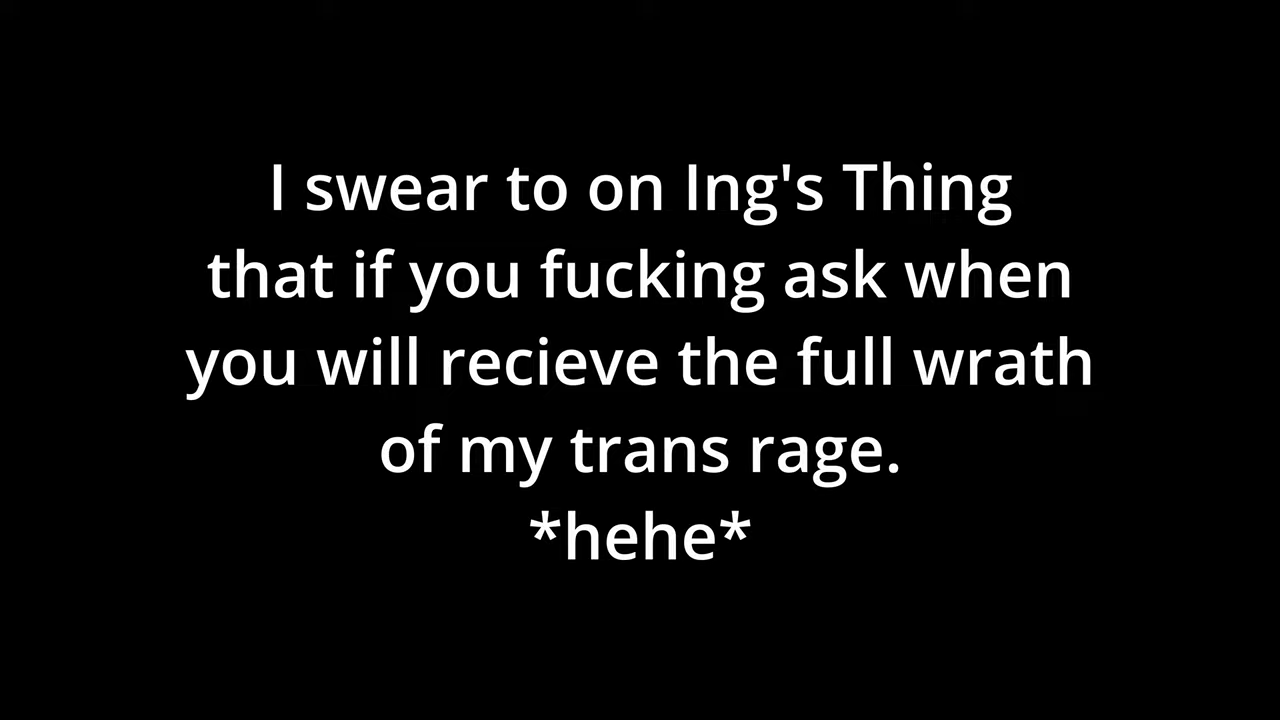 I swear to on Ing's Thing
that if you fucking ask when
you will recieve the full wrath
of my trans rage.
*hehe*